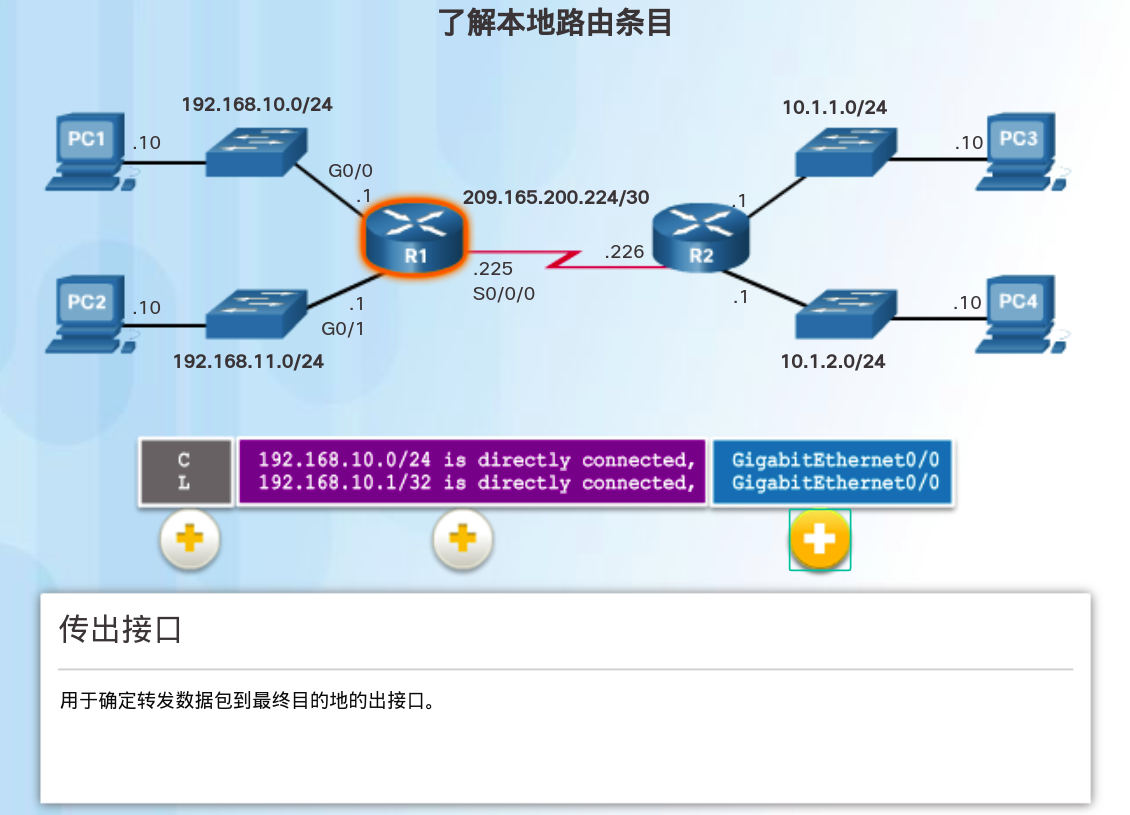 了解本地路由条目
192.168.10.0/24
10.1.1.0/24
PC1
.10
.10
PC3
G0/0
.1
209.165.200.224/30
.1
R1
.226
R2
.225
S0/0/0
PC2
.10
.1
G0/1
.1
.10
PC4
192.168.11.0/24
10.1.2.0/24
C 192.168.10.0/24 is directly connected, GigabitEthernet0/0
L 192.168.10.1/32 is directly connected, GigabitEthernet0/0
传出接口
用于确定转发数据包到最终目的地的出接口。